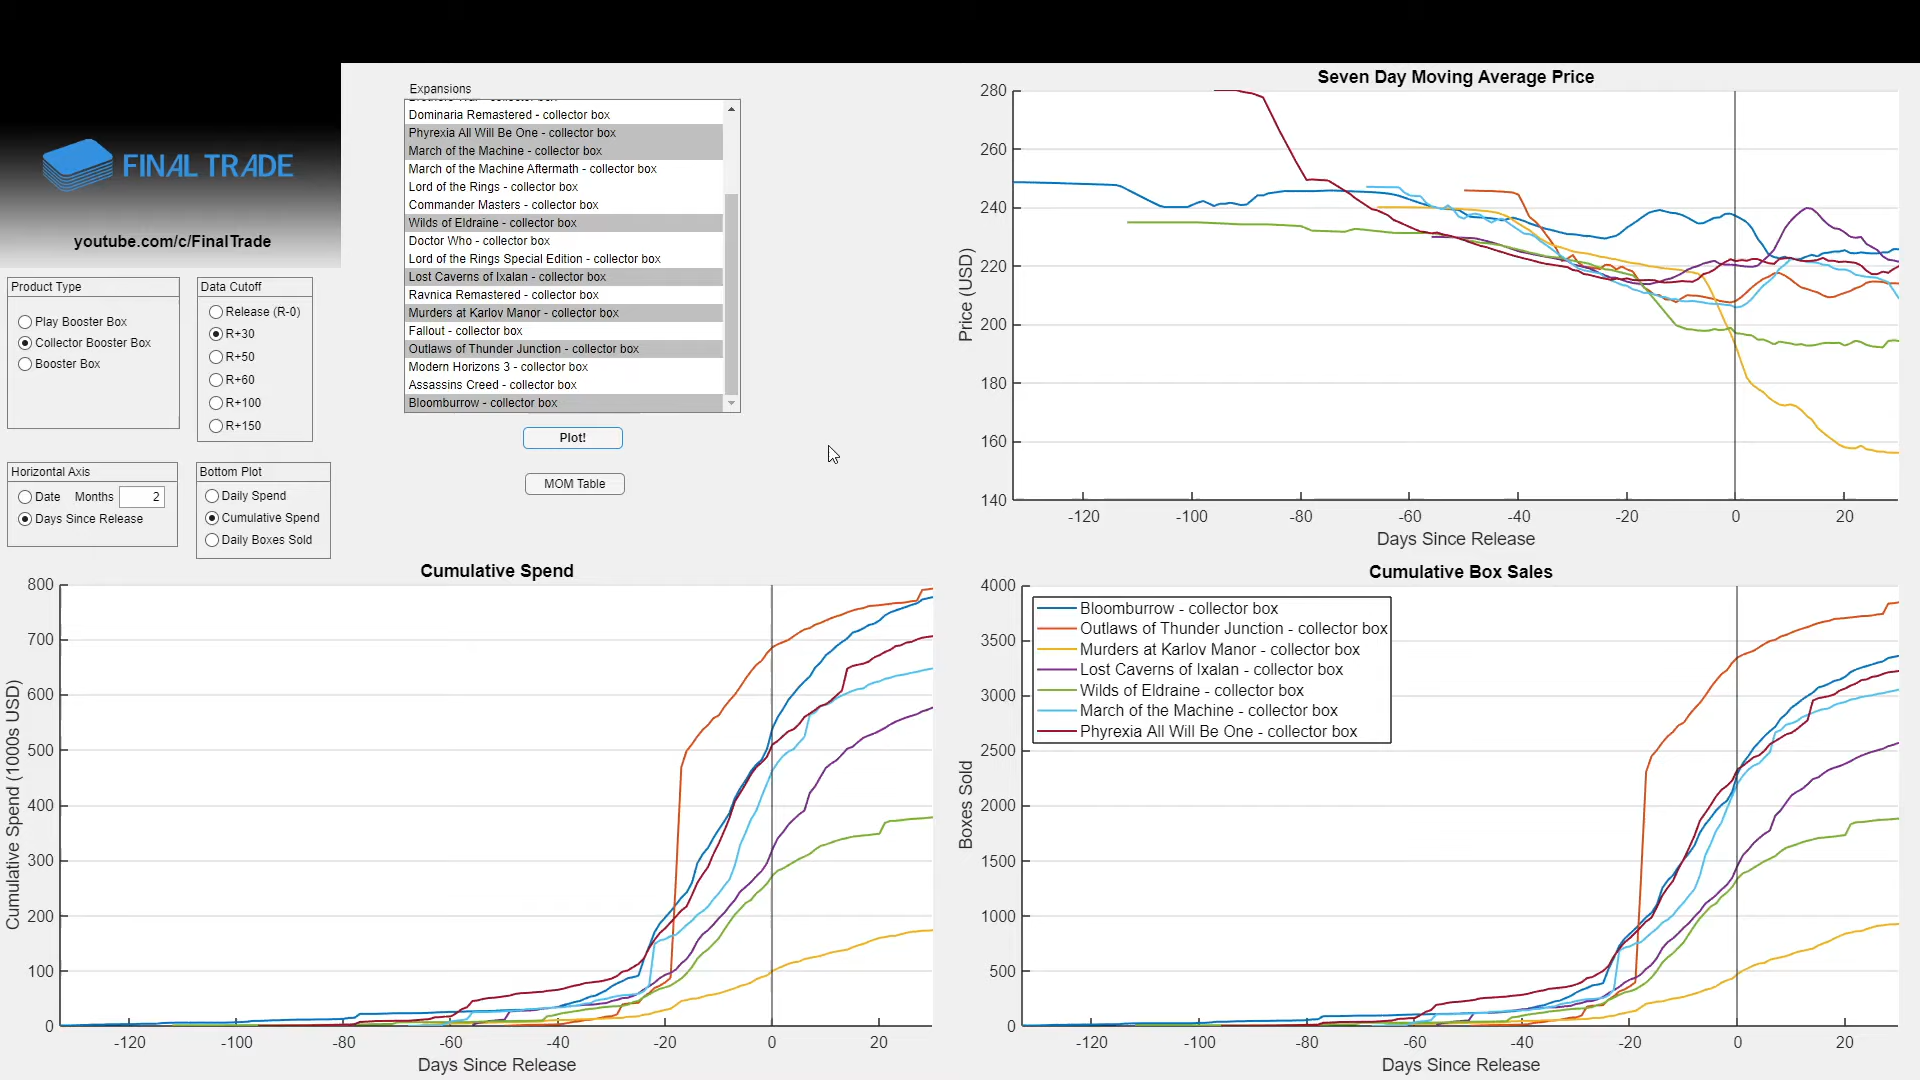 FINAL TRADE
youtube.com/c/FinalTrade
Product Type
Play Booster Box
Collector Booster Box
Booster Box
Data Cutoff
Release (R-0)
R+30
R+50
R+60
R+100
R+150
Horizontal Axis
Date Months 2
Days Since Release
Bottom Plot
Daily Spend
Cumulative Spend
Daily Boxes Sold
Expansions
Dominaria Remastered - collector box
Phyrexia All Will Be One - collector box
March of the Machine - collector box
March of the Machine Aftermath - collector box
Lord of the Rings - collector box
Commander Masters - collector box
Wilds of Eldraine - collector box
Doctor Who - collector box
Lord of the Rings Special Edition - collector box
Lost Caverns of Ixalan - collector box
Ravnica Remastered - collector box
Murders at Karlov Manor - collector box
Fallout - collector box
Outlaws of Thunder Junction - collector box
Modern Horizons 3 - collector box
Assassins Creed - collector box
Bloomburrow - collector box
Plot!
MOM Table
Seven Day Moving Average Price
Price (USD)
280
260
240
220
200
180
160
140
-120 -100 -80 -60 -40 -20 0 20
Days Since Release
Cumulative Spend
Cumulative Spend (1000s USD)
800
700
600
500
400
300
200
100
0
-120 -100 -80 -60 -40 -20 0 20
Days Since Release
Cumulative Box Sales
Boxes Sold
4000
3500
3000
2500
2000
1500
1000
500
0
Bloomburrow - collector box
Outlaws of Thunder Junction - collector box
Murders at Karlov Manor - collector box
Lost Caverns of Ixalan - collector box
Wilds of Eldraine - collector box
March of the Machine - collector box
Phyrexia All Will Be One - collector box
-120 -100 -80 -60 -40 -20 0 20
Days Since Release